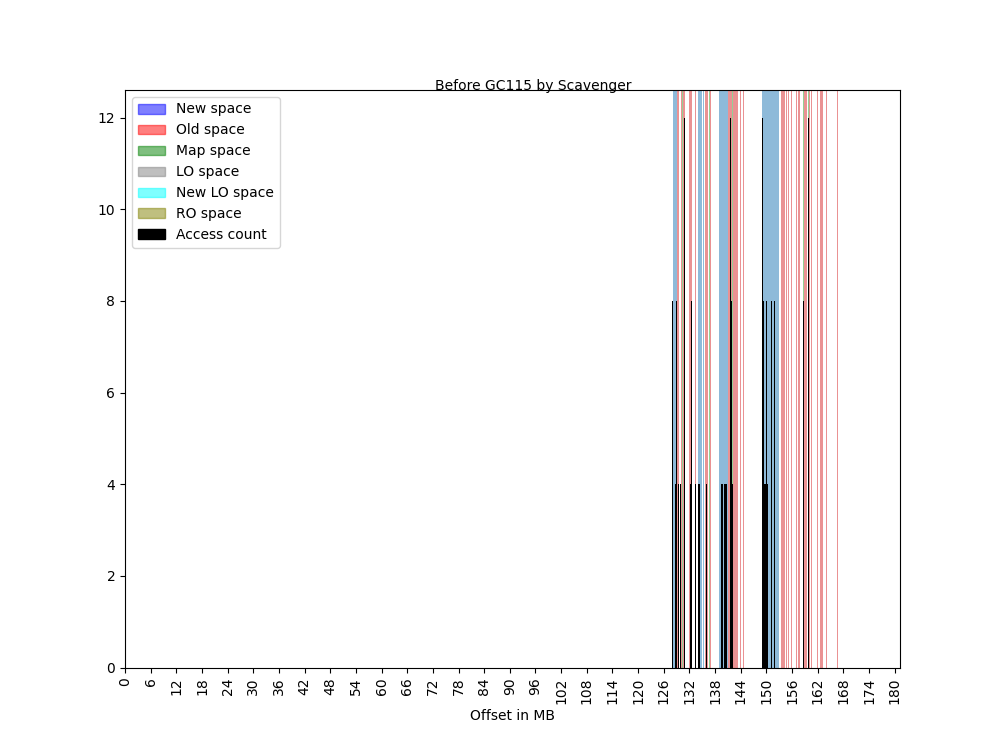 Before GC115 by Scavenger
New space
Old space
Map space
LO space
New LO space
RO space
Access count
12
10
8
6
4
2
0
0 6 12 18 24 30 36 42 48 54 60 66 72 78 84 90 96 102 108 114 120 126 132 138 144 150 156 162 168 174 180
Offset in MB